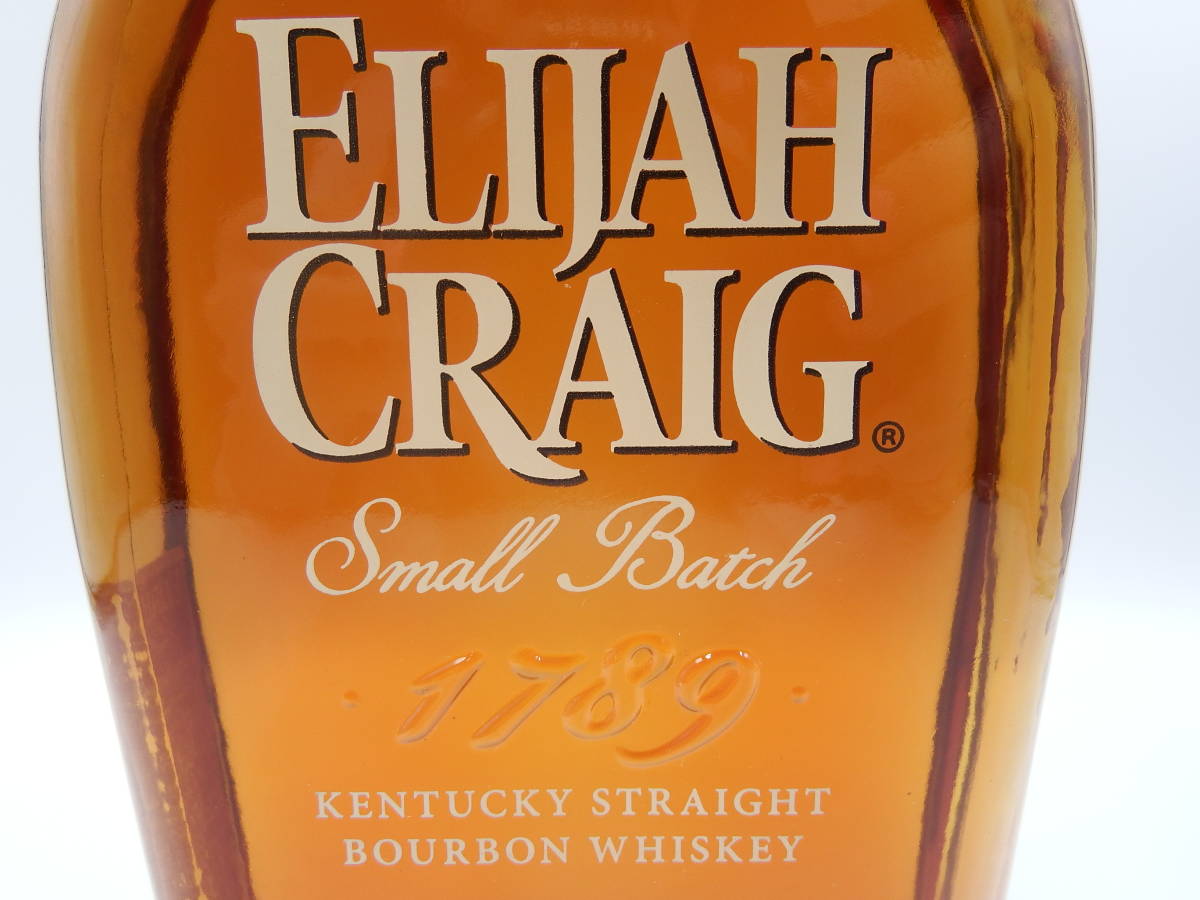 ELIJAH
CRAIG®
Small Batch
· 1789 ·
KENTUCKY STRAIGHT
BOURBON WHISKEY